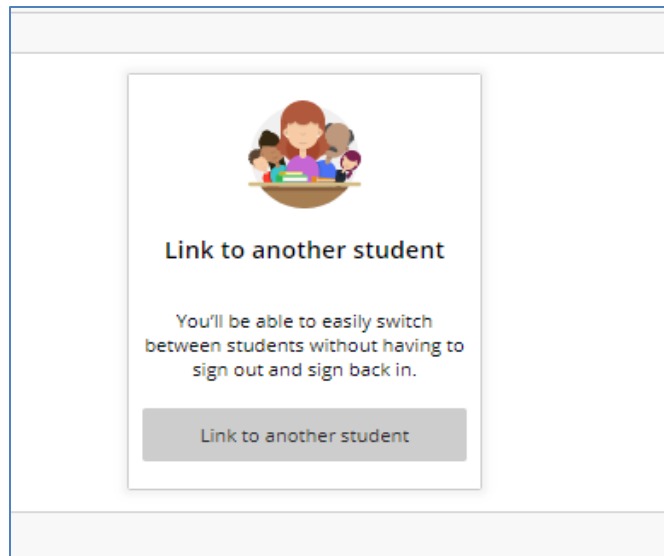 Link to another student
You'll be able to easily switch
between students without having to
sign out and sign back in.
Link to another student